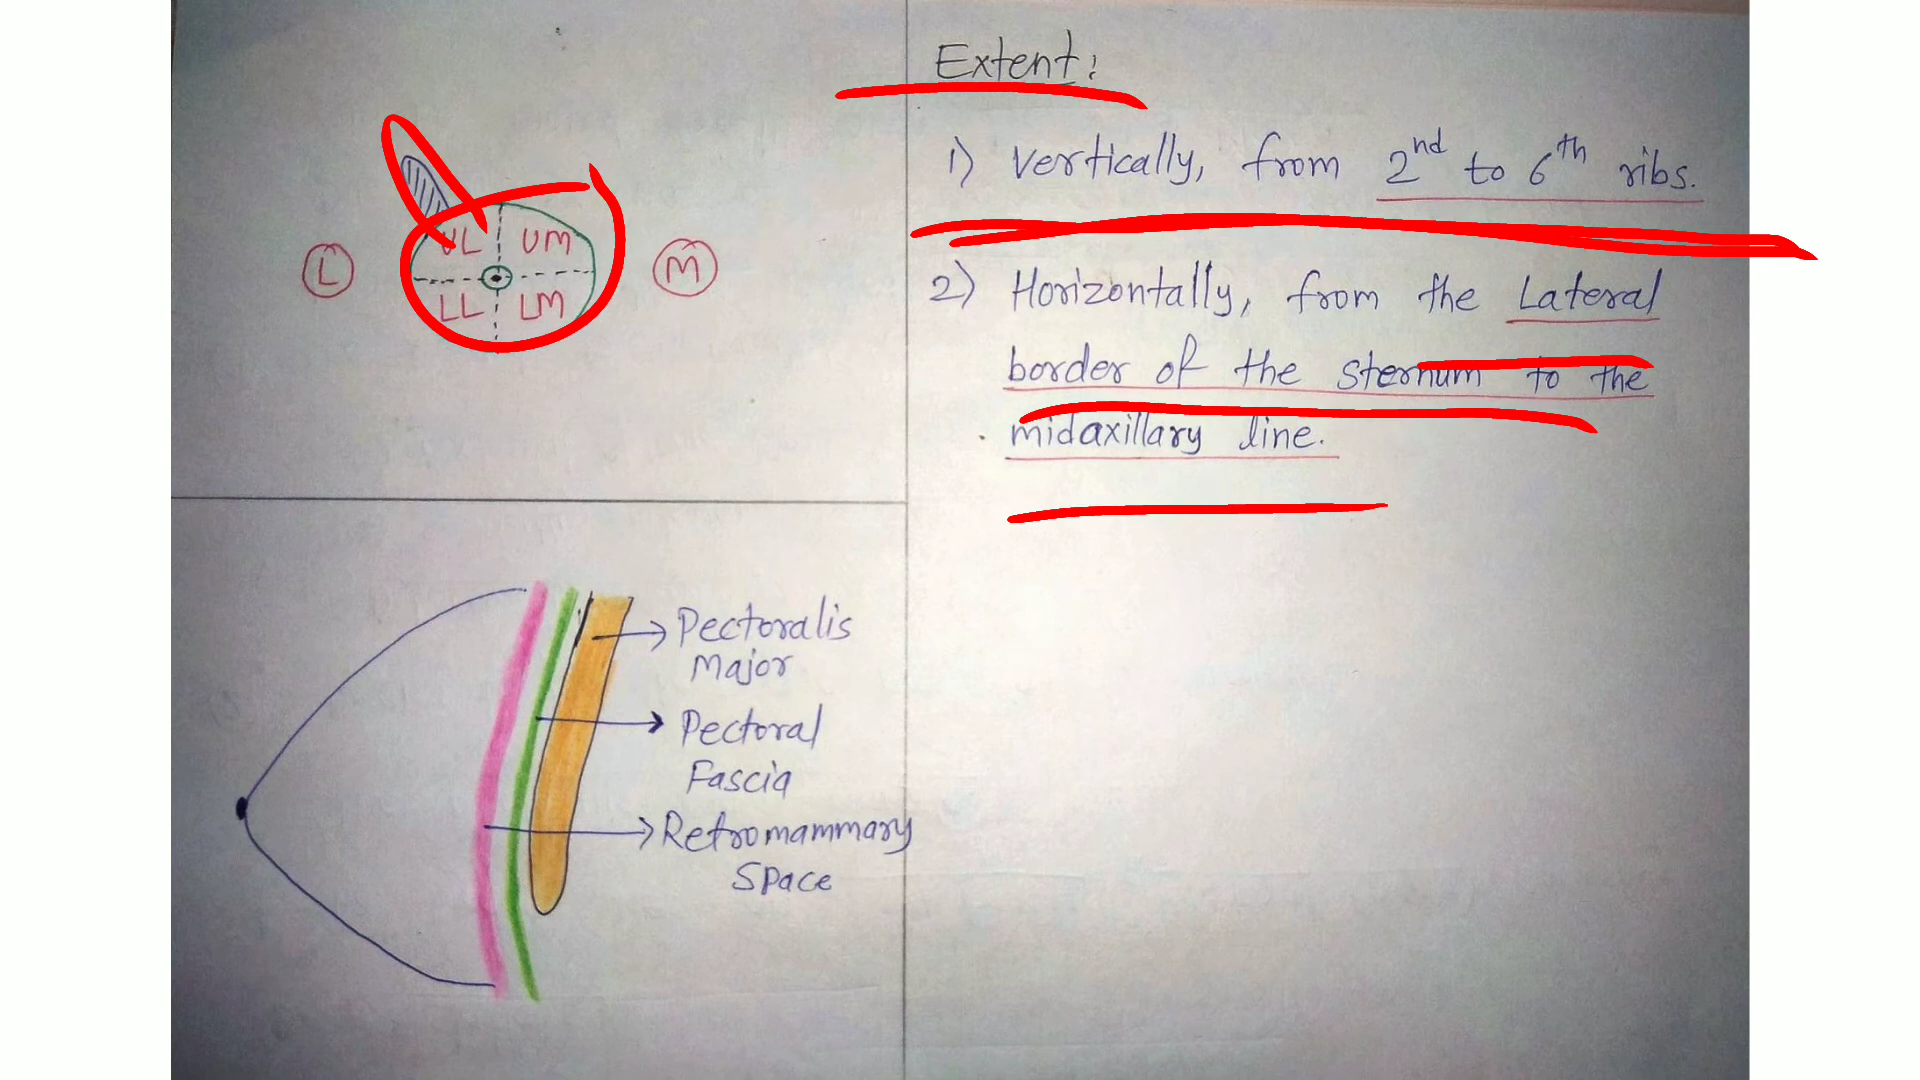 Extent:
1) Vertically, from 2nd to 6th ribs.
2) Horizontally, from the Lateral
border of the sternum to the
midaxillary line.
UL UM
L M
LL LM
Pectoralis
Major
Pectoral
Fascia
Retromammary
Space